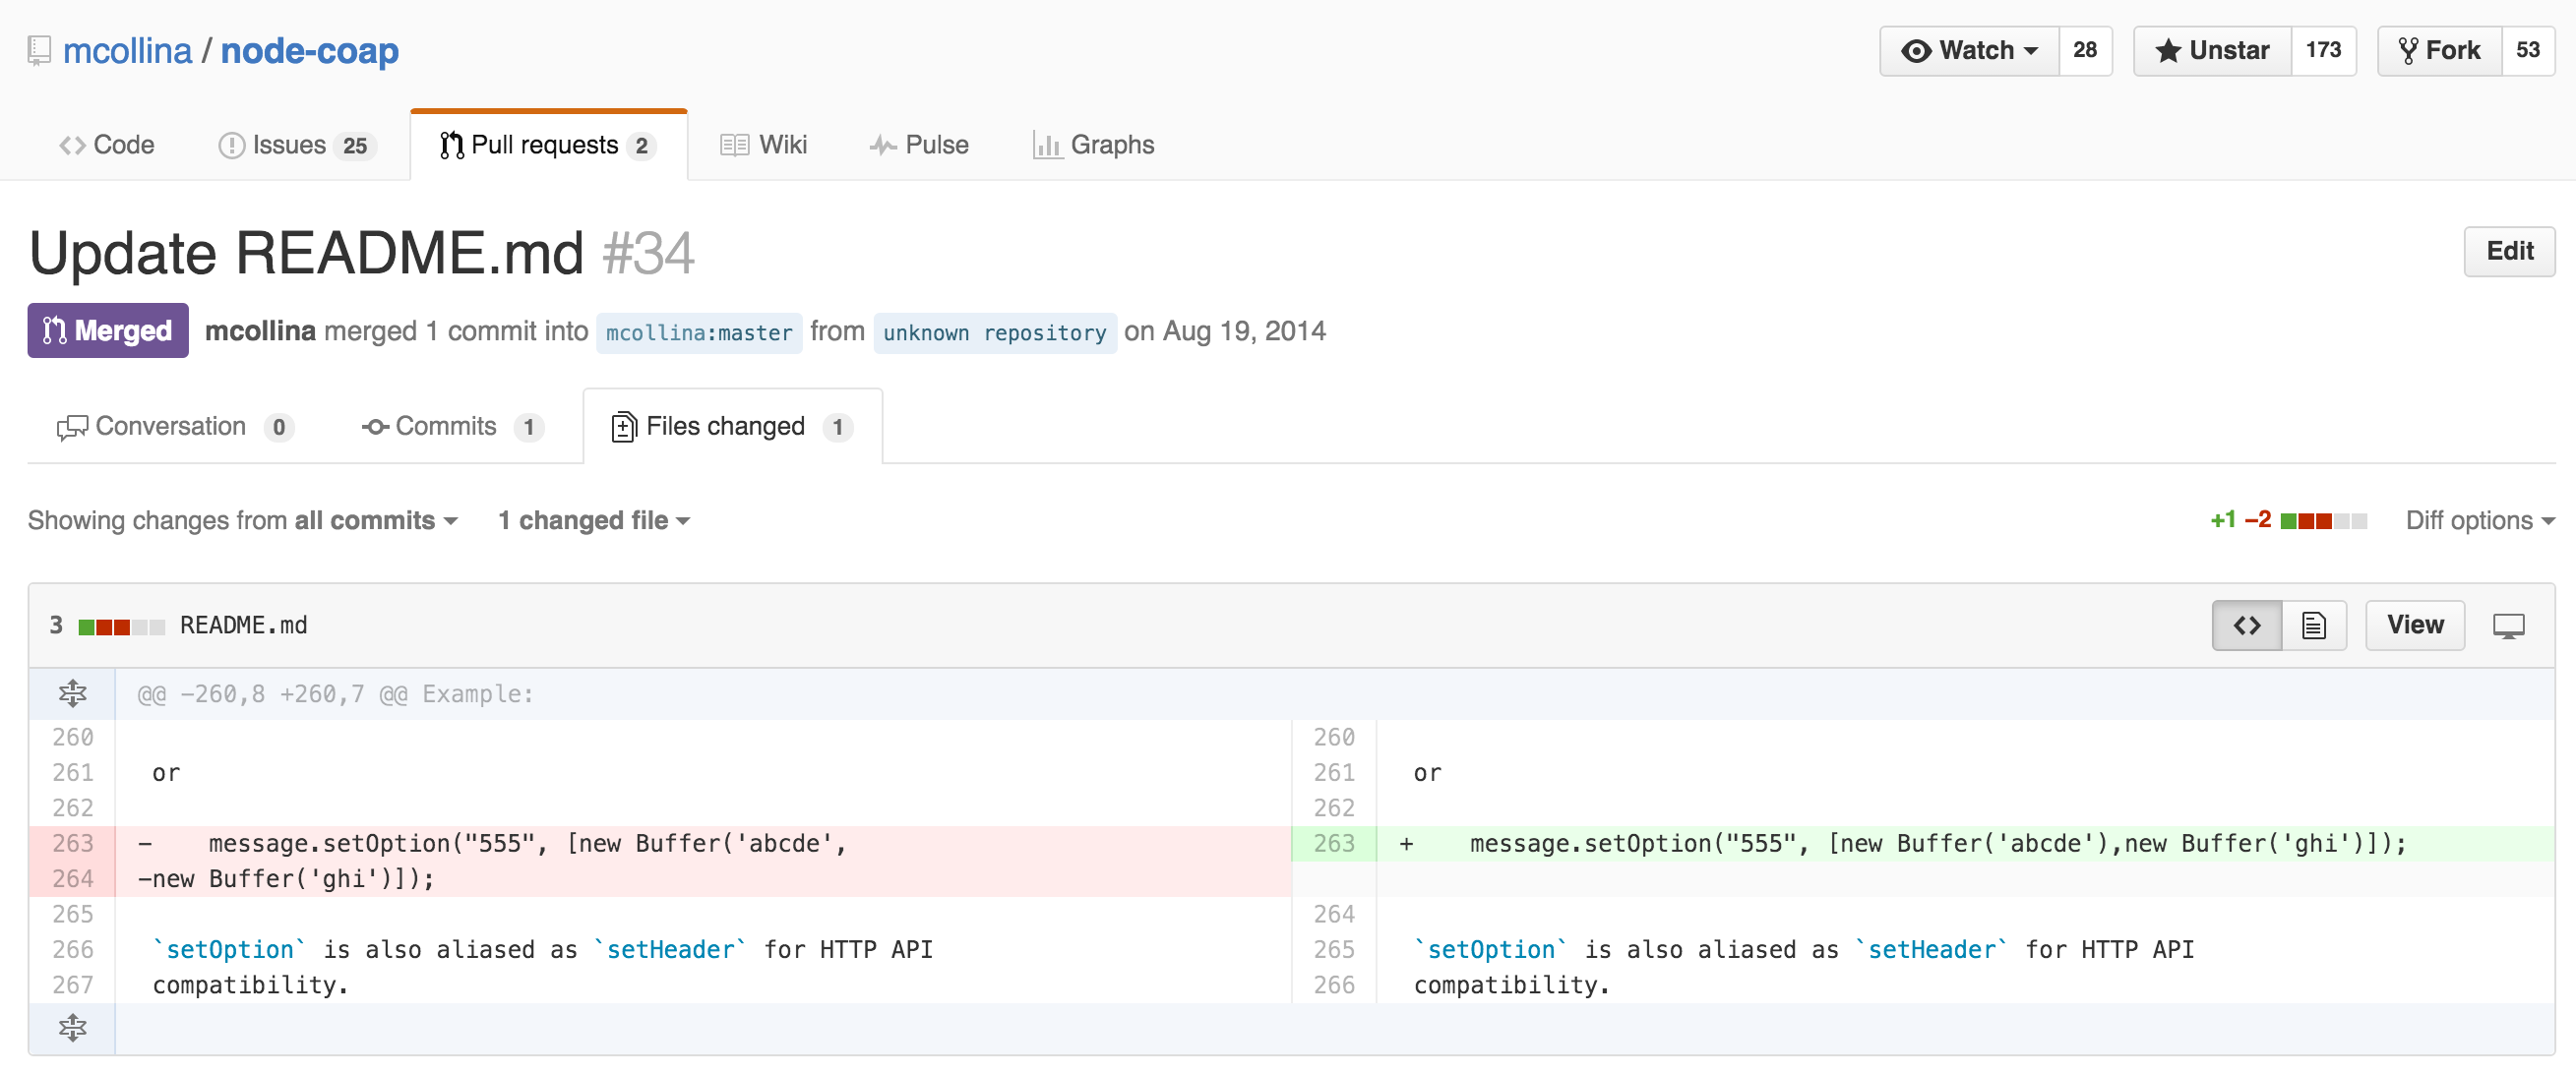 mcollina / node-coap
Watch 28 Unstar 173 Fork 53
Code Issues 25 Pull requests 2 Wiki Pulse Graphs
Update README.md #34
Edit
Merged mcollina merged 1 commit into mcollina:master from unknown repository on Aug 19, 2014
Conversation 0 Commits 1 Files changed 1
Showing changes from all commits 1 changed file +1 −2 Diff options
3 README.md View
@@ -260,8 +260,7 @@ Example:
260 260
261 or 261 or
262 262
263 - message.setOption("555", [new Buffer('abcde', 263 + message.setOption("555", [new Buffer('abcde'),new Buffer('ghi')]);
264 -new Buffer('ghi')]);
265 264
266 `setOption` is also aliased as `setHeader` for HTTP API 265 `setOption` is also aliased as `setHeader` for HTTP API
267 compatibility. 266 compatibility.